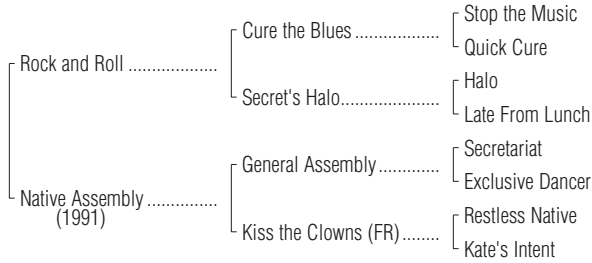 Stop the Music
Cure the Blues ..................
Quick Cure
Rock and Roll ...................
Halo
Secret's Halo.....................
Late From Lunch
Secretariat
General Assembly .............
Exclusive Dancer
Native Assembly ...............
(1991)
Restless Native
Kiss the Clowns (FR) ........
Kate's Intent